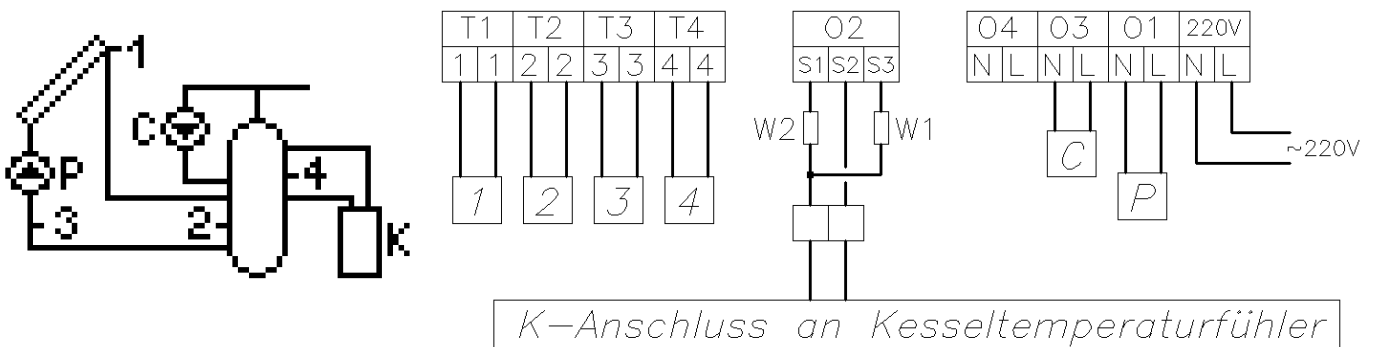 1
C
P
4
3
2
K
T1 T2 T3 T4
1 1 2 2 3 3 4 4
1 2 3 4
O2
S1 S2 S3
W2 W1
O4 O3 O1 220V
N L N L N L N L
C
P
~220V
K-Anschluss an Kesseltemperaturfühler